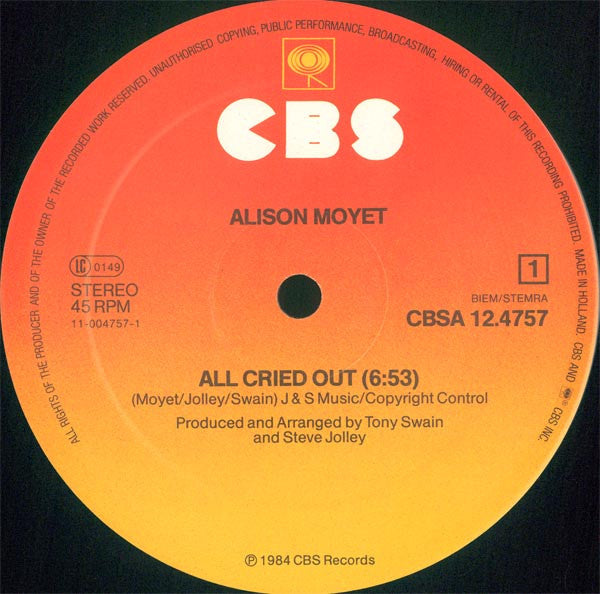 ALL RIGHTS OF THE PRODUCER AND OF THE OWNER OF THE RECORDED WORK RESERVED. UNAUTHORISED COPYING, PUBLIC PERFORMANCE, BROADCASTING, HIRING OR RENTAL OF THIS RECORDING PROHIBITED. MADE IN HOLLAND. CBS AND ® CBS INC.
CBS
ALISON MOYET
LC 0149
STEREO
45 RPM
11-004757-1
1
BIEM/STEMRA
CBSA 12.4757
ALL CRIED OUT (6:53)
(Moyet/Jolley/Swain) J & S Music/Copyright Control
Produced and Arranged by Tony Swain
and Steve Jolley
℗ 1984 CBS Records